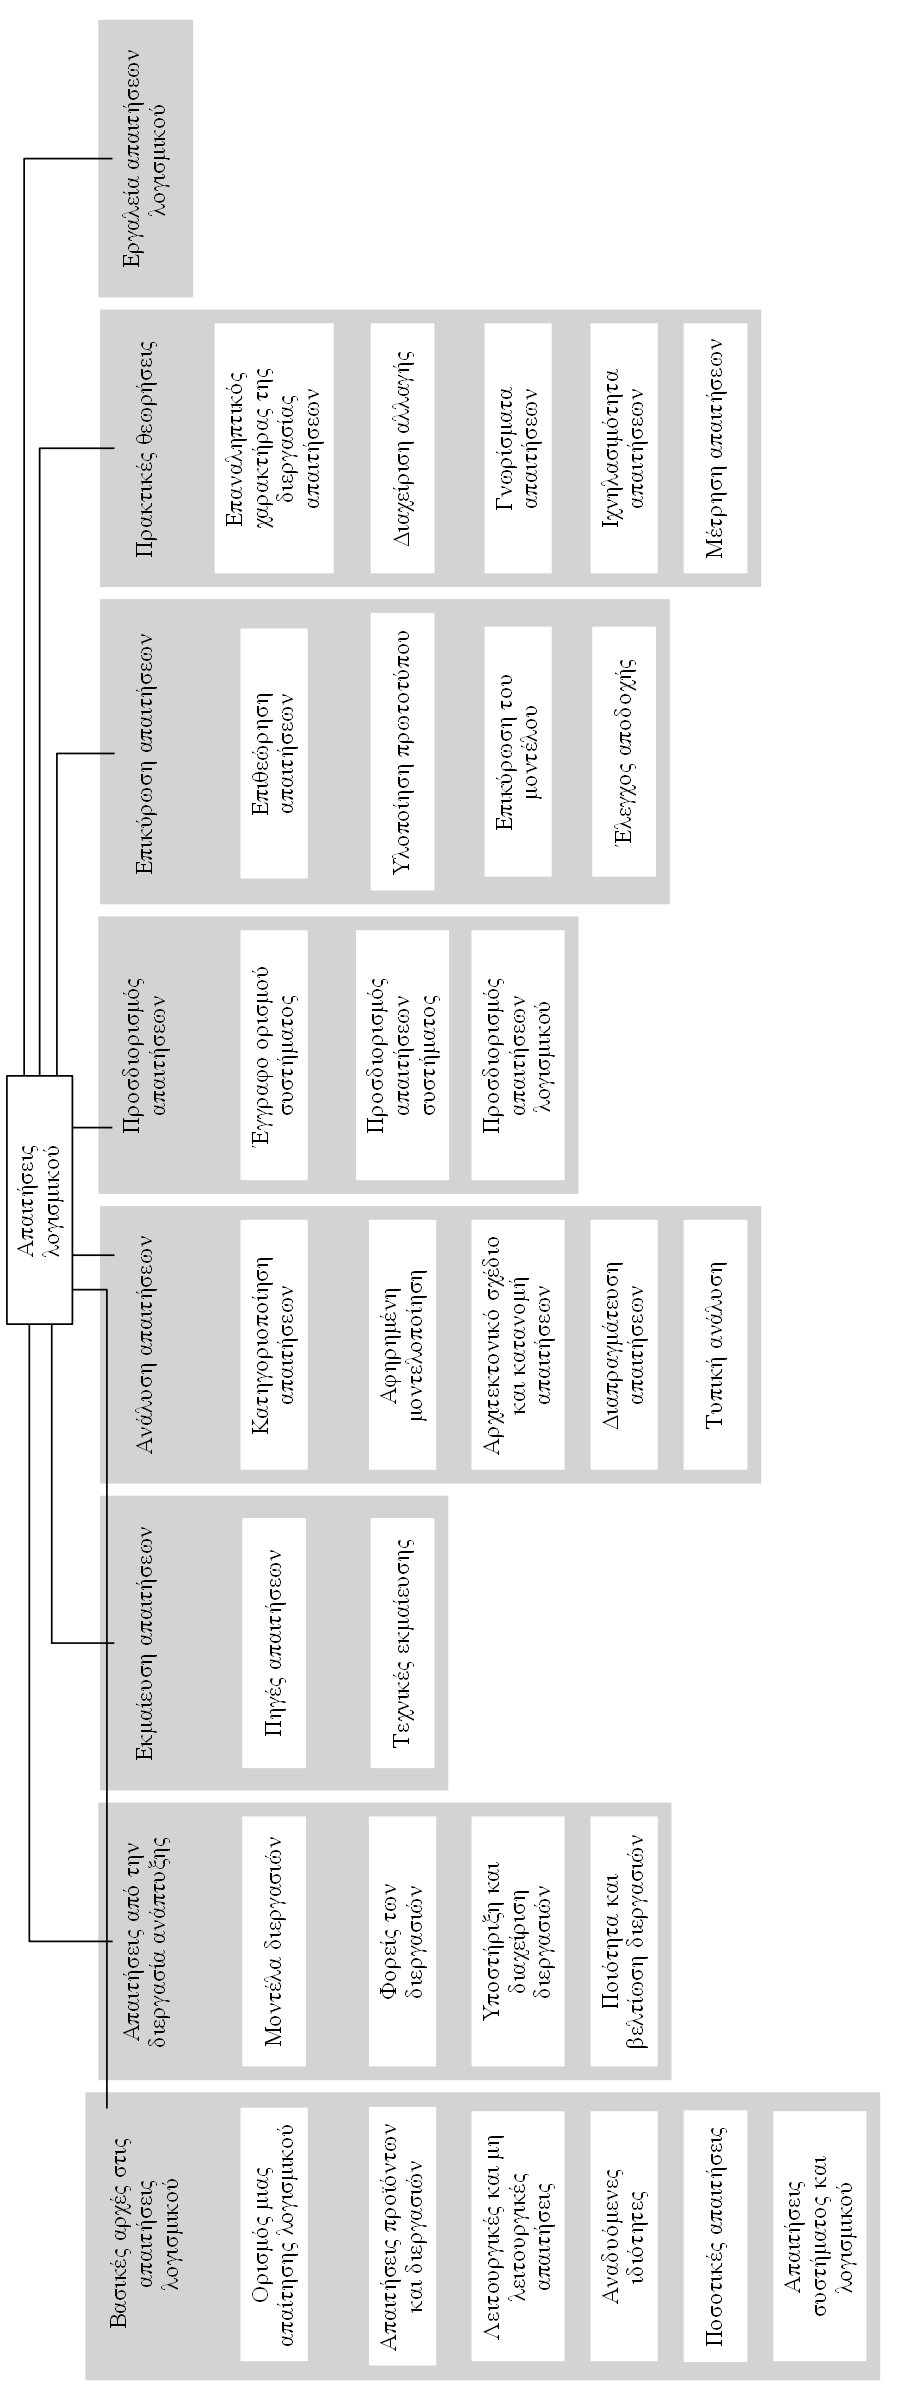 Απαιτήσεις
λογισμικού
Βασικές αρχές στις
απαιτήσεις
λογισμικού
Ορισμός μιας
απαίτησης λογισμικού
Απαιτήσεις προϊόντων
και διεργασιών
Λειτουργικές και μη
λειτουργικές
απαιτήσεις
Αναδυόμενες
ιδιότητες
Ποσοτικές απαιτήσεις
Απαιτήσεις
συστήματος και
λογισμικού
Απαιτήσεις από την
διεργασία ανάπτυξης
Μοντέλα διεργασιών
Φορείς των
διεργασιών
Υποστήριξη και
διαχείριση
διεργασιών
Ποιότητα και
βελτίωση διεργασιών
Εκμαίευση απαιτήσεων
Πηγές απαιτήσεων
Τεχνικές εκμαίευσης
Ανάλυση απαιτήσεων
Κατηγοριοποίηση
απαιτήσεων
Αφηρημένη
μοντελοποίηση
Αρχιτεκτονικό σχέδιο
και κατανομή
απαιτήσεων
Διαπραγμάτευση
απαιτήσεων
Τυπική ανάλυση
Προσδιορισμός
απαιτήσεων
Έγγραφο ορισμού
συστήματος
Προσδιορισμός
απαιτήσεων
συστήματος
Προσδιορισμός
απαιτήσεων
λογισμικού
Επικύρωση απαιτήσεων
Επιθεώρηση
απαιτήσεων
Υλοποίηση πρωτοτύπου
Επικύρωση του
μοντέλου
Έλεγχος αποδοχής
Πρακτικές θεωρήσεις
Επαναληπτικός
χαρακτήρας της
διεργασίας
απαιτήσεων
Διαχείριση αλλαγής
Γνωρίσματα
απαιτήσεων
Ιχνηλασιμότητα
απαιτήσεων
Μέτρηση απαιτήσεων
Εργαλεία απαιτήσεων
λογισμικού